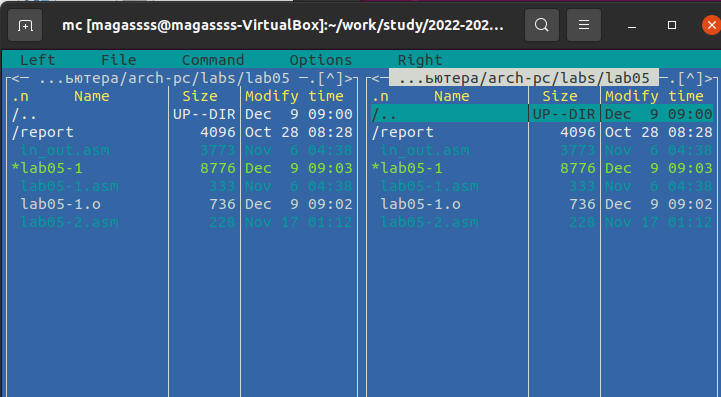 mc [magassss@magassss-VirtualBox]:~/work/study/2022-202...
Left File Command Options Right
<─ ...ьютера/arch-pc/labs/lab05 ─.[^]> <─ ...ьютера/arch-pc/labs/lab05 ─.[^]>
.n Name Size Modify time .n Name Size Modify time
/.. UP--DIR Dec 9 09:00 /.. UP--DIR Dec 9 09:00
/report 4096 Oct 28 08:28 /report 4096 Oct 28 08:28
in_out.asm 3773 Nov 6 04:38 in_out.asm 3773 Nov 6 04:38
*lab05-1 8776 Dec 9 09:03 *lab05-1 8776 Dec 9 09:03
lab05-1.asm 333 Nov 6 04:38 lab05-1.asm 333 Nov 6 04:38
lab05-1.o 736 Dec 9 09:02 lab05-1.o 736 Dec 9 09:02
lab05-2.asm 228 Nov 17 01:12 lab05-2.asm 228 Nov 17 01:12